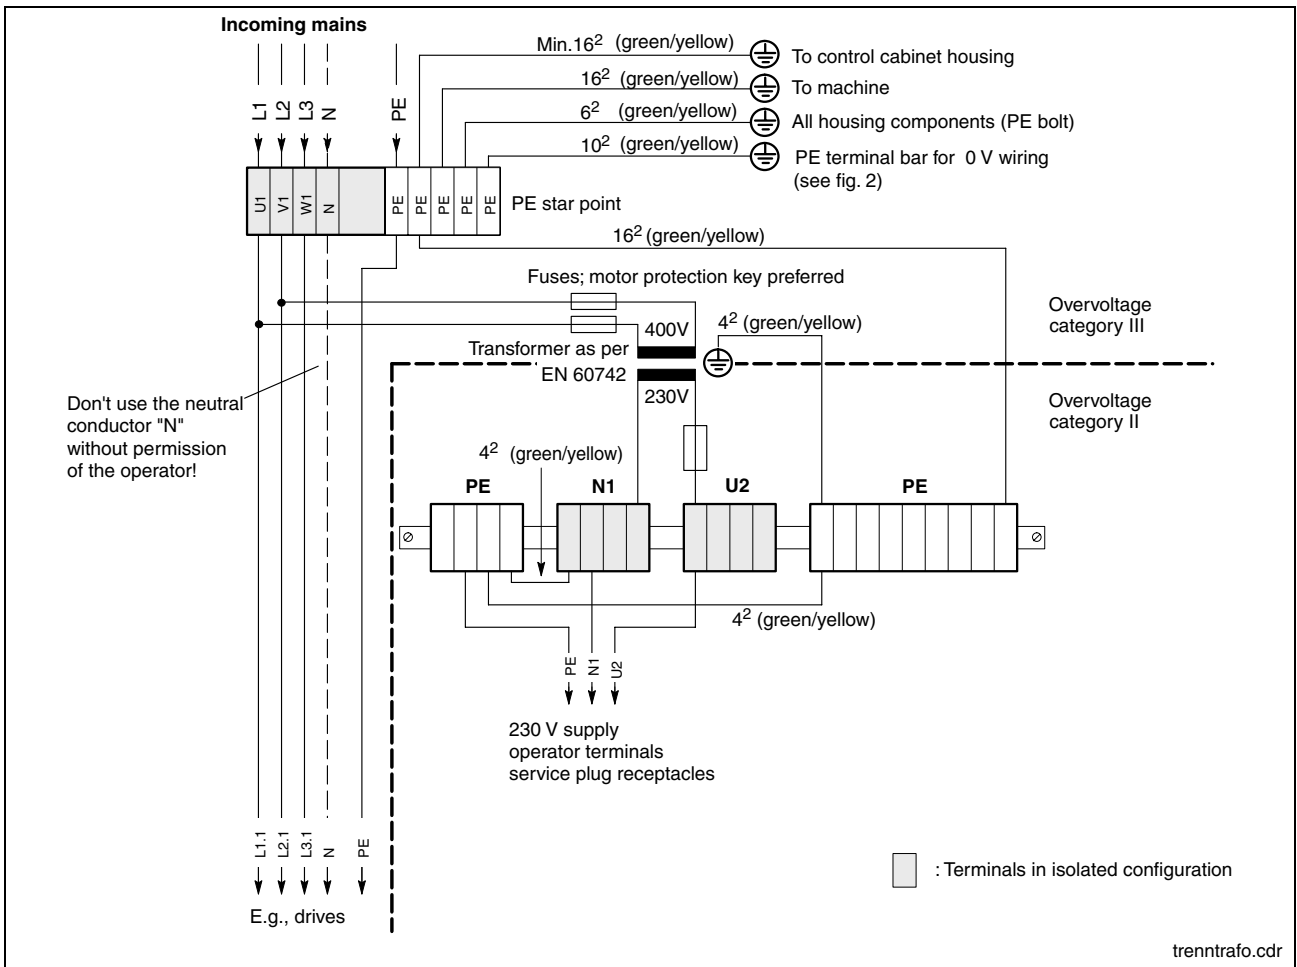 Incoming mains
Min.16² (green/yellow)
To control cabinet housing
16² (green/yellow)
To machine
6² (green/yellow)
All housing components (PE bolt)
10² (green/yellow)
PE terminal bar for 0 V wiring
(see fig. 2)
L1 L2 L3 N PE
U1 V1 W1 N PE PE PE PE PE
PE star point
16² (green/yellow)
Fuses; motor protection key preferred
400V
4² (green/yellow)
Overvoltage
category III
Transformer as per
EN 60742
230V
Overvoltage
category II
Don't use the neutral
conductor "N"
without permission
of the operator!
4² (green/yellow)
PE N1 U2 PE
4² (green/yellow)
PE N1 U2
230 V supply
operator terminals
service plug receptacles
L1.1 L2.1 L3.1 N PE
E.g., drives
: Terminals in isolated configuration
trenntrafo.cdr